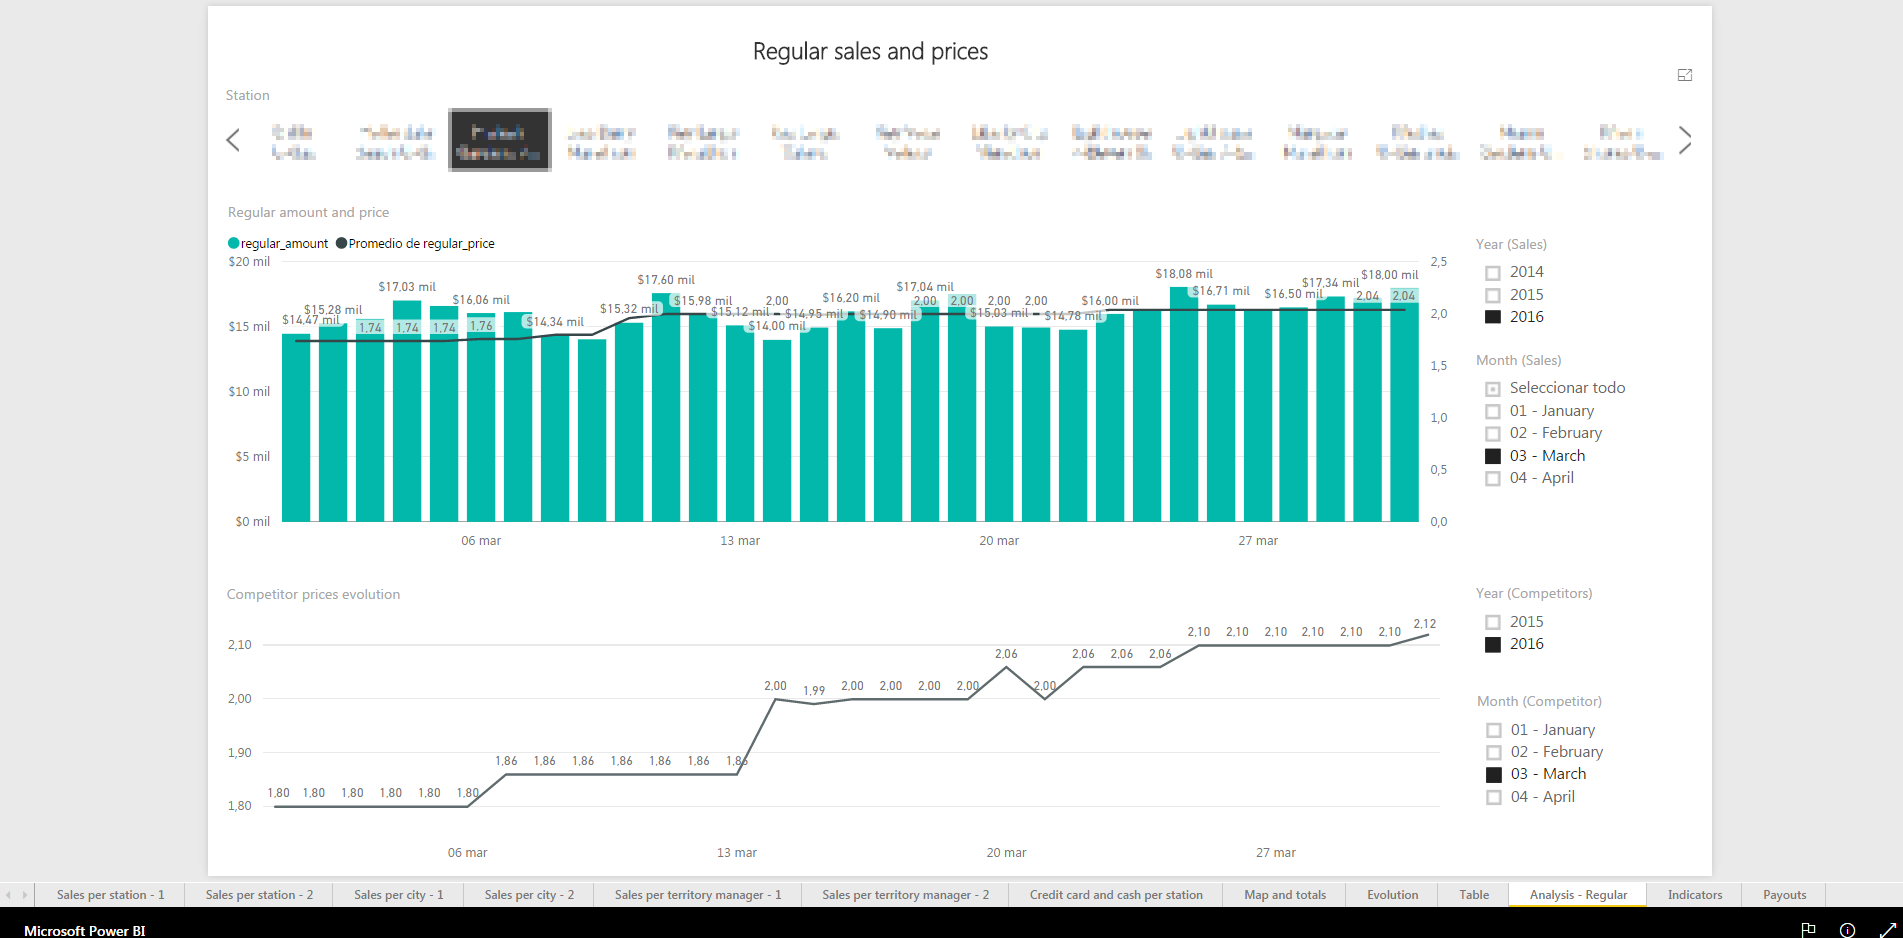 Regular sales and prices
Station
Regular amount and price
regular_amount Promedio de regular_price
$20 mil
$15 mil
$10 mil
$5 mil
$0 mil
$14,47 mil $15,28 mil 1,74 $17,03 mil 1,74 1,74 $16,06 mil 1,76 $14,34 mil $15,32 mil $17,60 mil $15,98 mil $15,12 mil 2,00 $14,00 mil $14,95 mil $16,20 mil $14,90 mil $17,04 mil 2,00 2,00 2,00 $15,03 mil 2,00 $14,78 mil $16,00 mil $18,08 mil $16,71 mil $16,50 mil $17,34 mil 2,04 $18,00 mil 2,04
2,5
2,0
1,5
1,0
0,5
0,0
06 mar 13 mar 20 mar 27 mar
Year (Sales)
2014
2015
2016
Month (Sales)
Seleccionar todo
01 - January
02 - February
03 - March
04 - April
Competitor prices evolution
2,10
2,00
1,90
1,80
1,80 1,80 1,80 1,80 1,80 1,80 1,86 1,86 1,86 1,86 1,86 1,86 1,86 2,00 1,99 2,00 2,00 2,00 2,00 2,06 2,00 2,06 2,06 2,06 2,10 2,10 2,10 2,10 2,10 2,10 2,12
06 mar 13 mar 20 mar 27 mar
Year (Competitors)
2015
2016
Month (Competitor)
01 - January
02 - February
03 - March
04 - April
Sales per station - 1 Sales per station - 2 Sales per city - 1 Sales per city - 2 Sales per territory manager - 1 Sales per territory manager - 2 Credit card and cash per station Map and totals Evolution Table Analysis - Regular Indicators Payouts
Microsoft Power BI